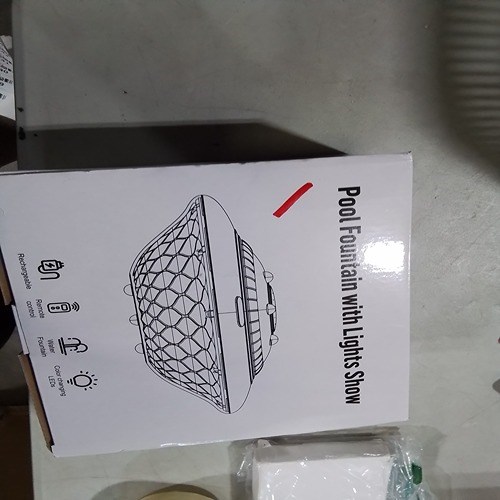 Pool Fountain with Lights Show
Rechargeable
Remote
control
Water
Fountain
Color changing
LEDs